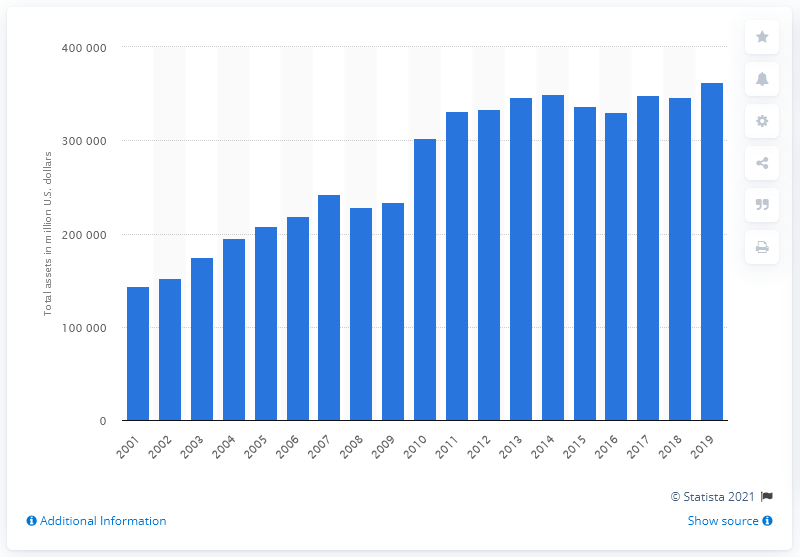 400 000
300 000
200 000
100 000
0
Total assets in million U.S. dollars
2001 2002 2003 2004 2005 2006 2007 2008 2009 2010 2011 2012 2013 2014 2015 2016 2017 2018 2019
© Statista 2021
Additional Information
Show source